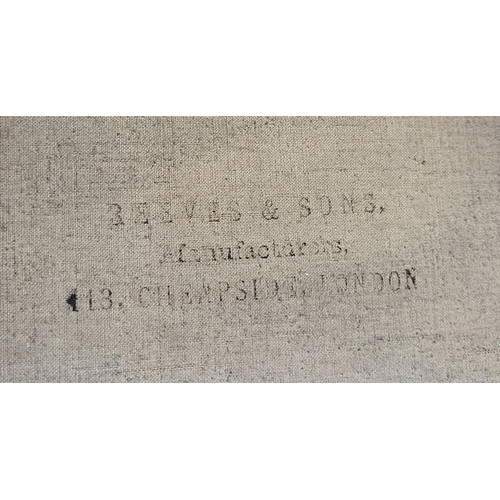 REEVES & SONS,
Manufacturers,
113, CHEAPSIDE, LONDON